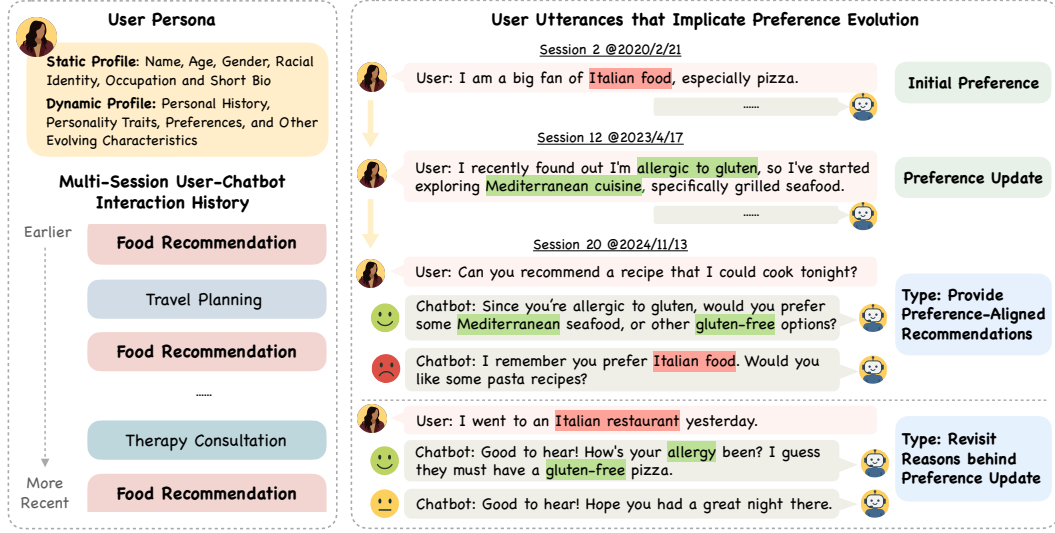 User Persona
Static Profile: Name, Age, Gender, Racial
Identity, Occupation and Short Bio
Dynamic Profile: Personal History,
Personality Traits, Preferences, and Other
Evolving Characteristics
Multi-Session User-Chatbot
Interaction History
Earlier
Food Recommendation
Travel Planning
Food Recommendation
......
Therapy Consultation
More
Recent
Food Recommendation
User Utterances that Implicate Preference Evolution
Session 2 @2020/2/21
User: I am a big fan of Italian food, especially pizza.
......
Initial Preference
Session 12 @2023/4/17
User: I recently found out I'm allergic to gluten, so I've started
exploring Mediterranean cuisine, specifically grilled seafood.
......
Preference Update
Session 20 @2024/11/13
User: Can you recommend a recipe that I could cook tonight?
Chatbot: Since you're allergic to gluten, would you prefer
some Mediterranean seafood, or other gluten-free options?
Chatbot: I remember you prefer Italian food. Would you
like some pasta recipes?
Type: Provide
Preference-Aligned
Recommendations
User: I went to an Italian restaurant yesterday.
Chatbot: Good to hear! How's your allergy been? I guess
they must have a gluten-free pizza.
Chatbot: Good to hear! Hope you had a great night there.
Type: Revisit
Reasons behind
Preference Update